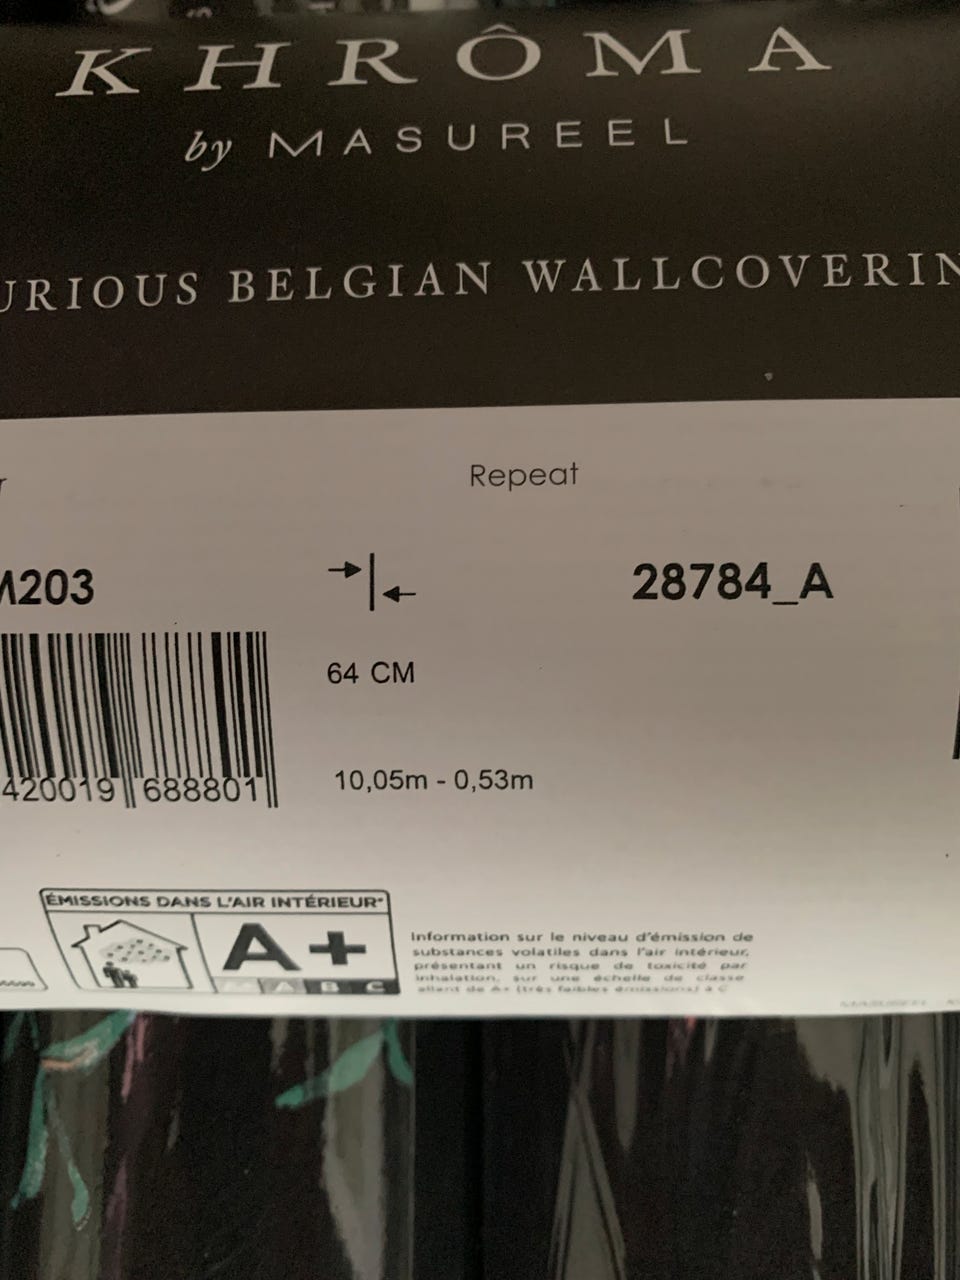 KHRÔMA
by MASUREEL
URIOUS BELGIAN WALLCOVERIN
r
Repeat
M203
28784_A
64 CM
420019 688801
10,05m - 0,53m
ÉMISSIONS DANS L'AIR INTÉRIEUR*
A+
A B C
Information sur le niveau d'émission de
substances volatiles dans l'air intérieur,
présentant un risque de toxicité par
inhalation, sur une échelle de classe
allant de A+ (très faibles émissions) à C
MASUREEL